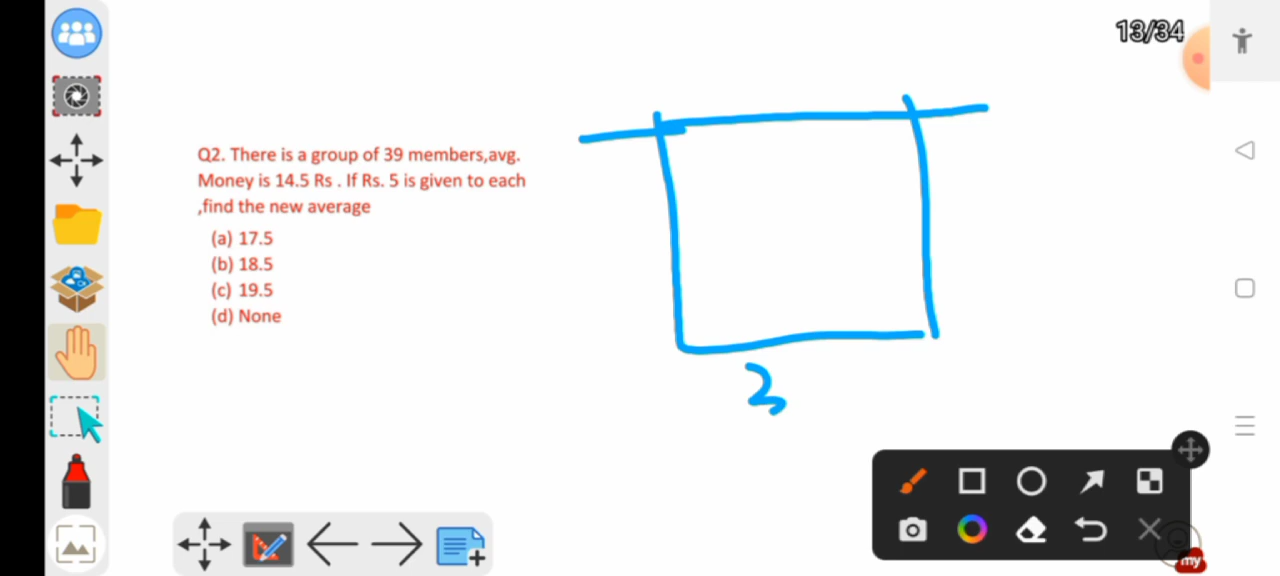 13/34
Q2. There is a group of 39 members,avg.
Money is 14.5 Rs . If Rs. 5 is given to each
,find the new average
(a) 17.5
(b) 18.5
(c) 19.5
(d) None
3
my